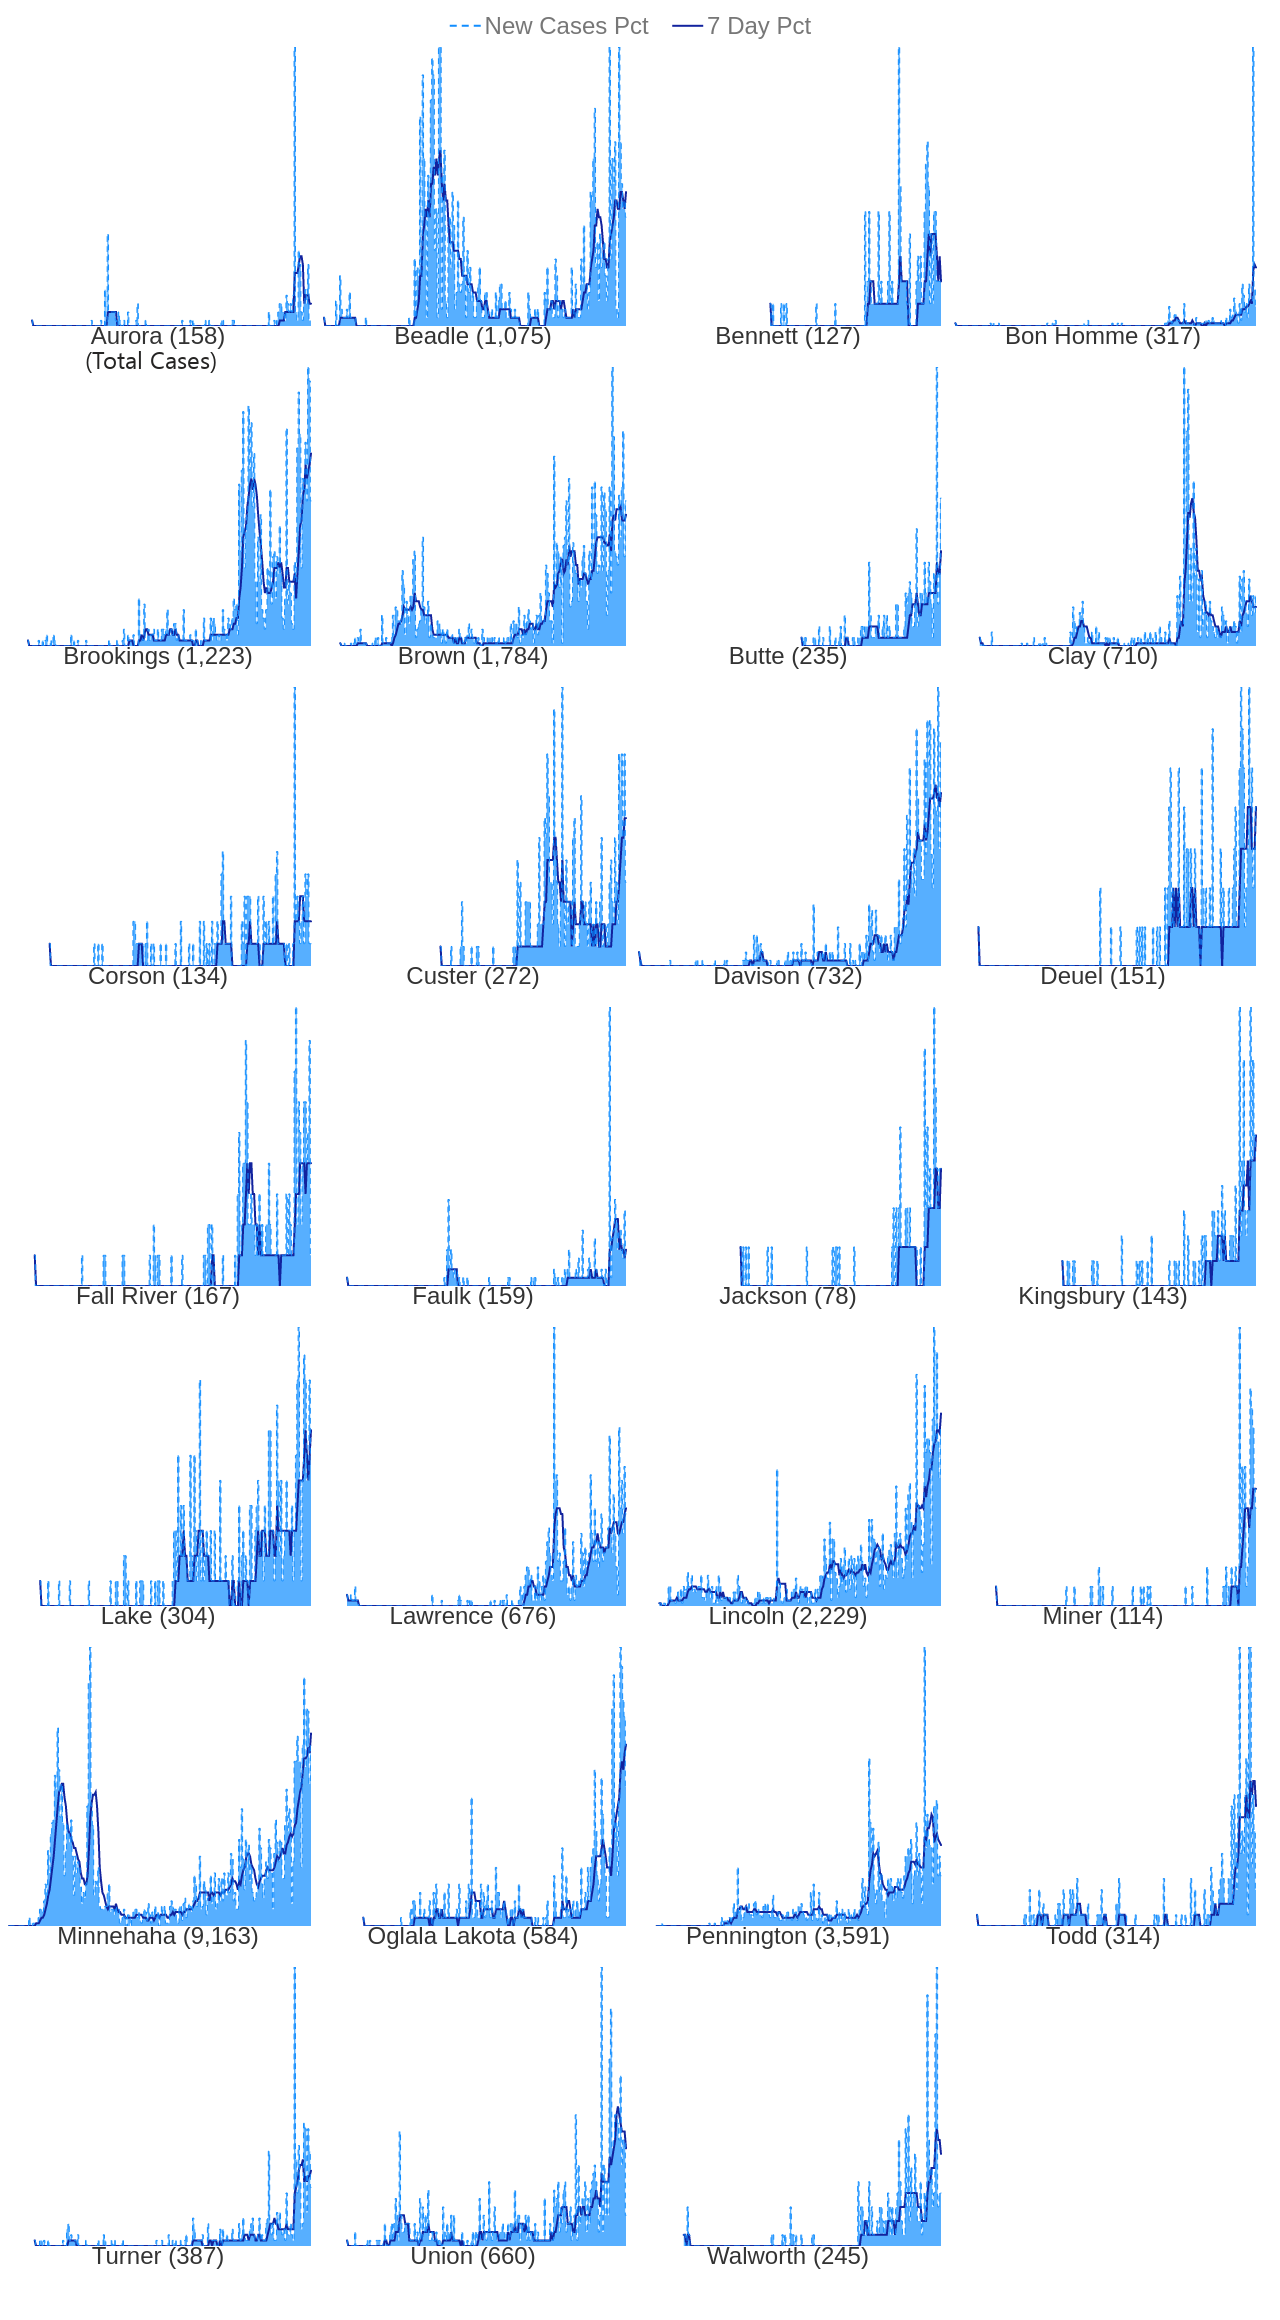 New Cases Pct 7 Day Pct
Aurora (158) Beadle (1,075) Bennett (127) Bon Homme (317)
(Total Cases)
Brookings (1,223) Brown (1,784) Butte (235) Clay (710)
Corson (134) Custer (272) Davison (732) Deuel (151)
Fall River (167) Faulk (159) Jackson (78) Kingsbury (143)
Lake (304) Lawrence (676) Lincoln (2,229) Miner (114)
Minnehaha (9,163) Oglala Lakota (584) Pennington (3,591) Todd (314)
Turner (387) Union (660) Walworth (245)